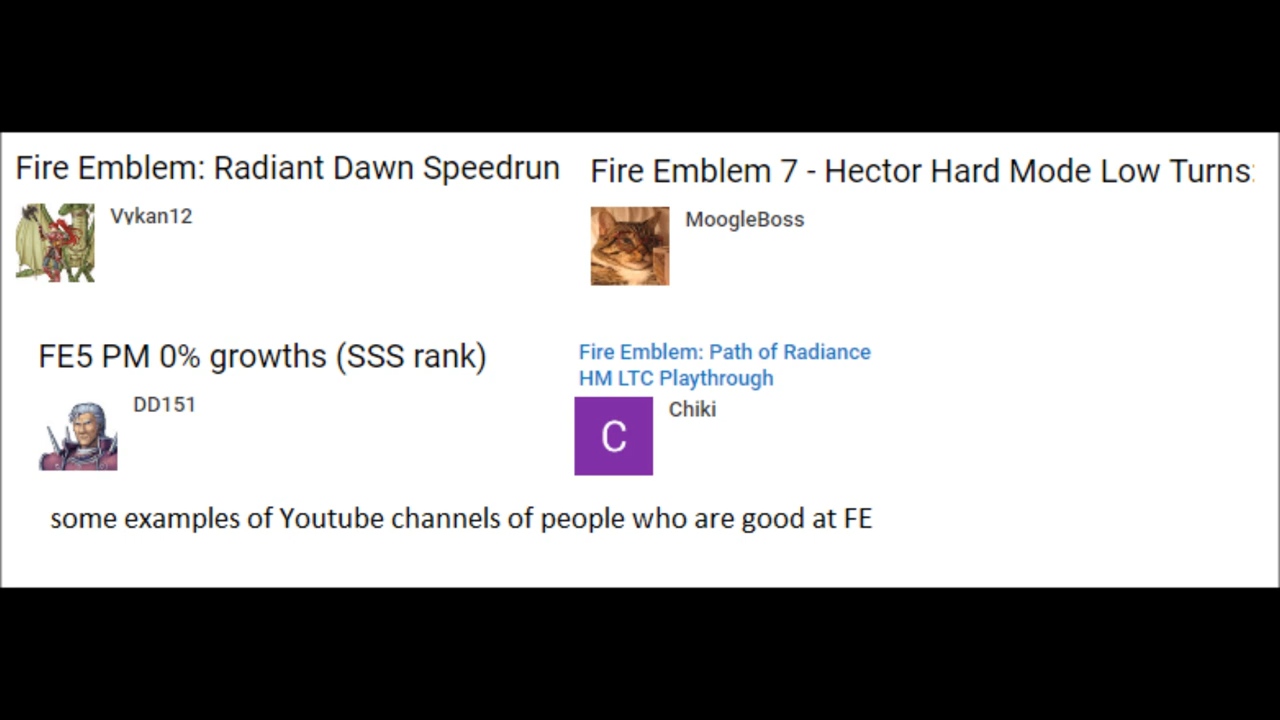 Fire Emblem: Radiant Dawn Speedrun
Vykan12
Fire Emblem 7 - Hector Hard Mode Low Turns:
MoogleBoss
FE5 PM 0% growths (SSS rank)
DD151
Fire Emblem: Path of Radiance
HM LTC Playthrough
C
Chiki
some examples of Youtube channels of people who are good at FE